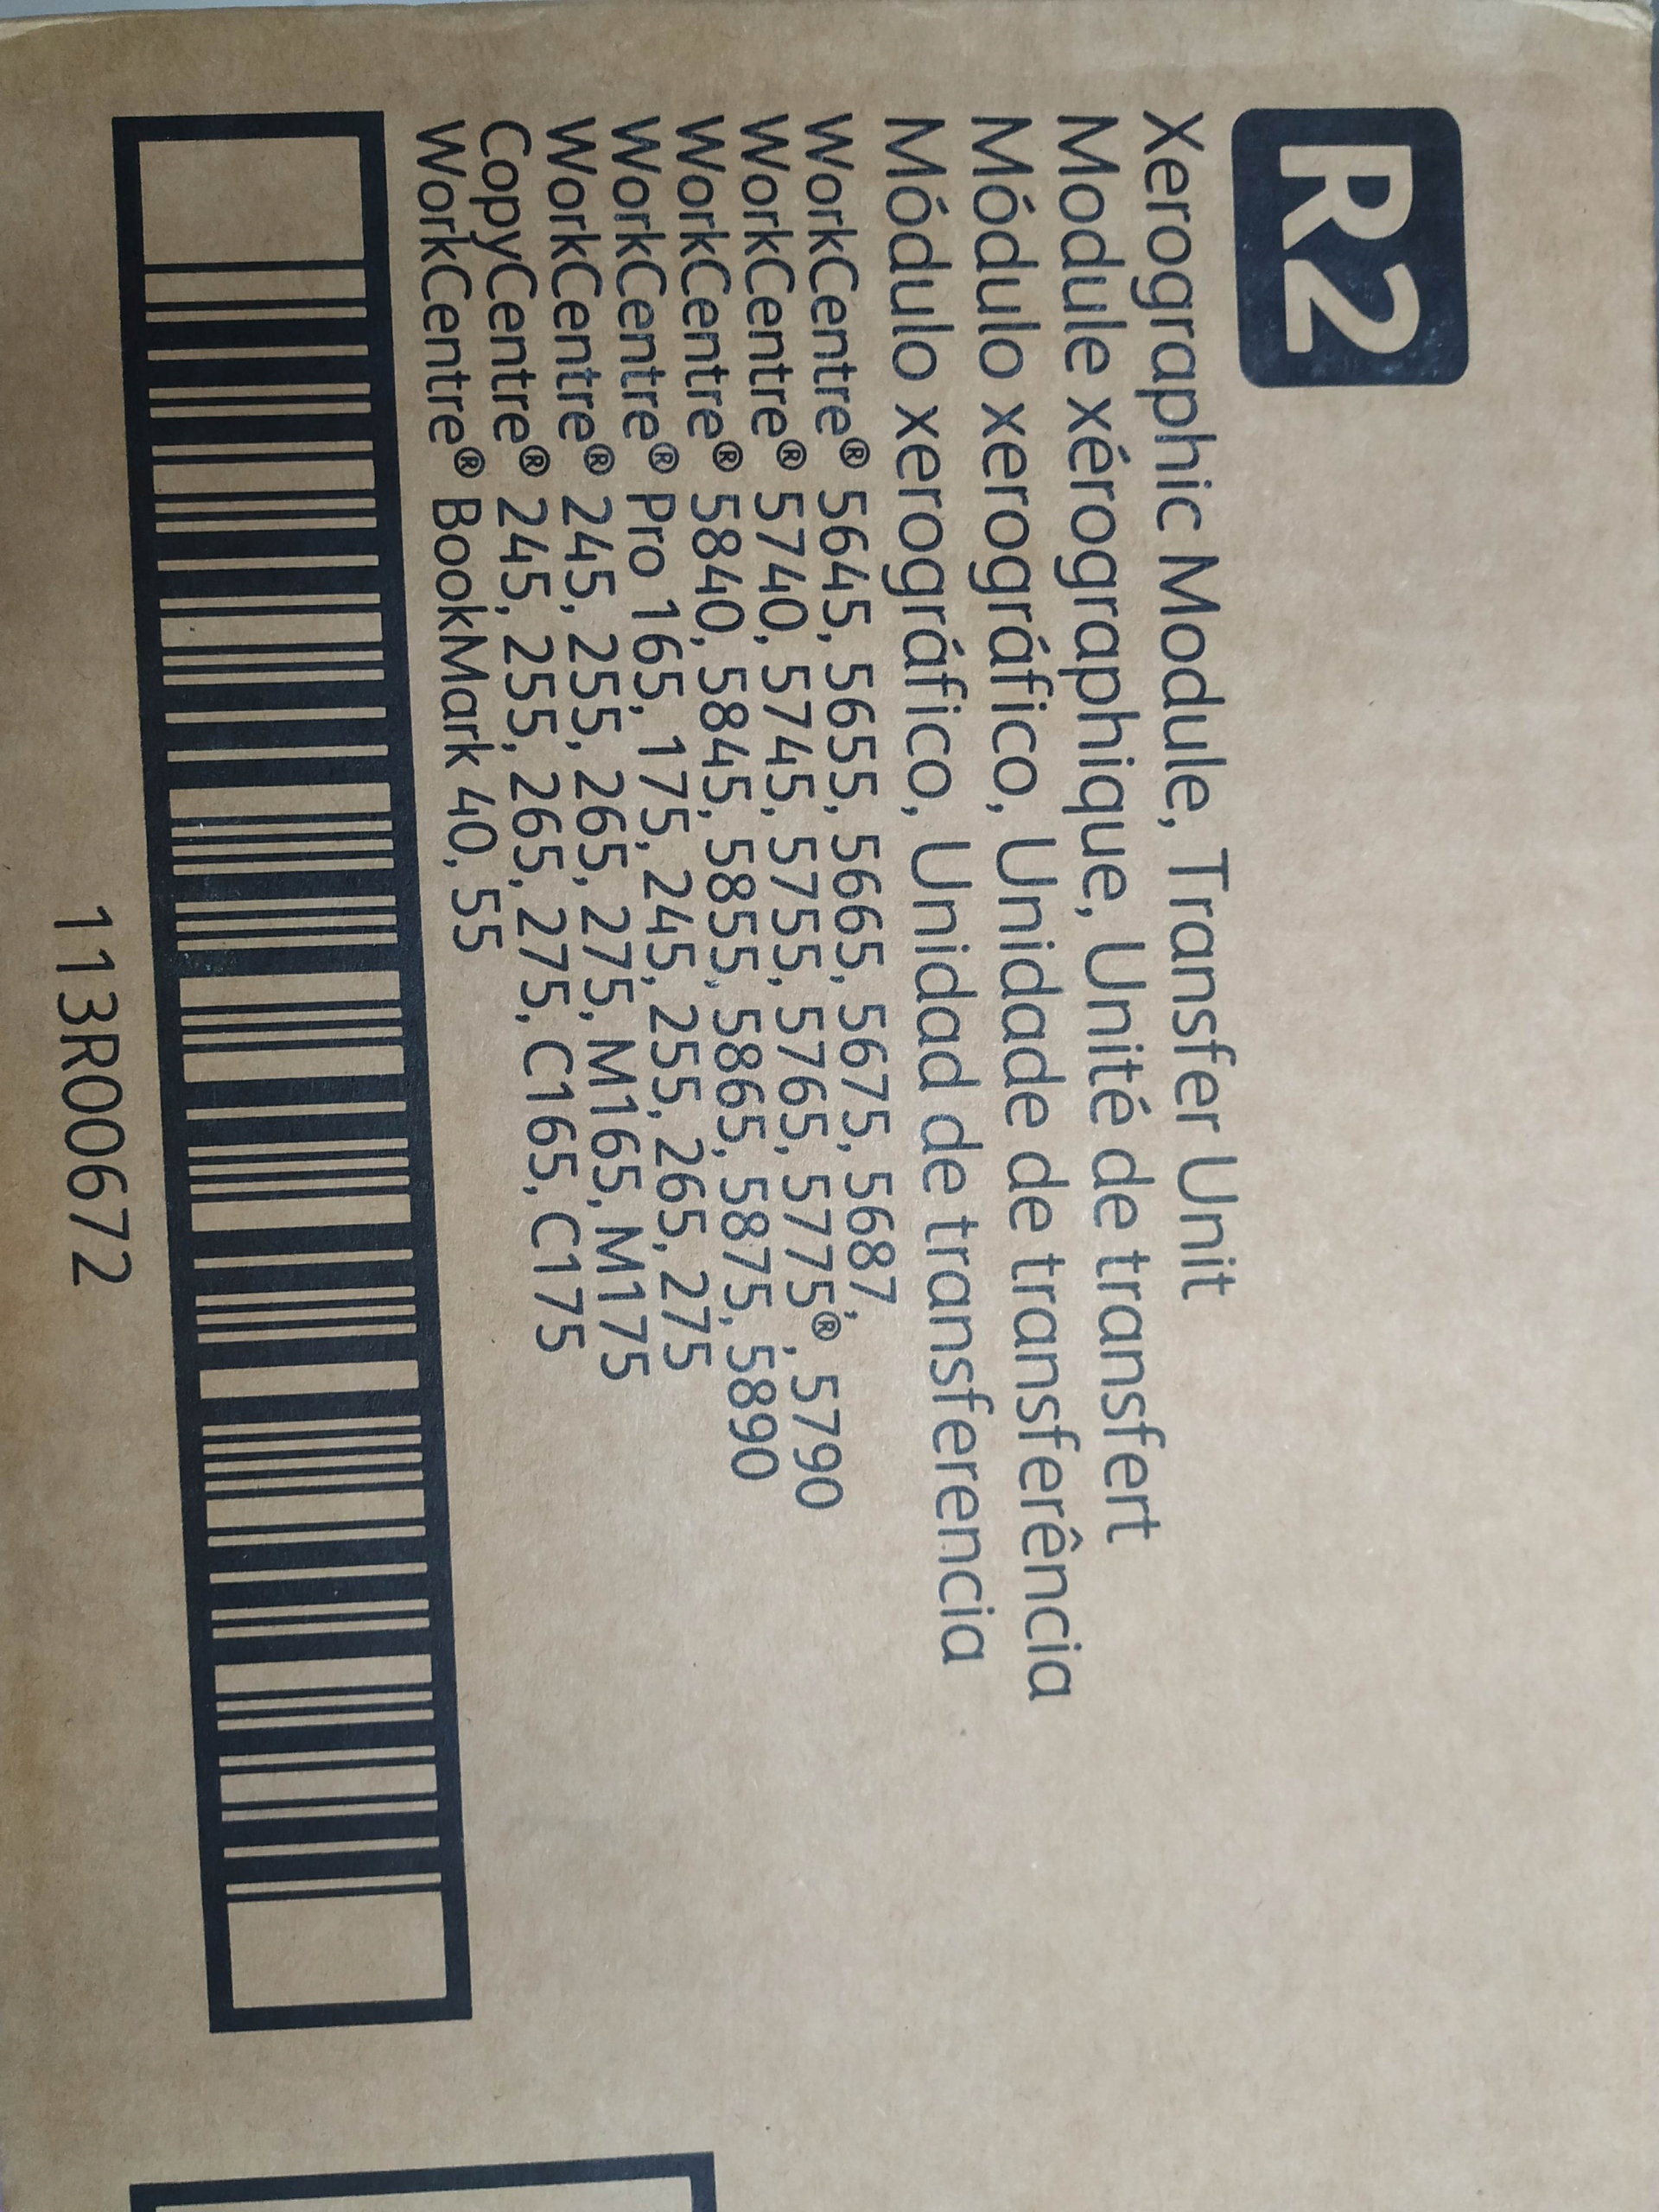 R2
Xerographic Module, Transfer Unit
Module xérographique, Unité de transfert
Módulo xerográfico, Unidade de transferência
Módulo xerográfico, Unidad de transferencia
WorkCentre® 5645, 5655, 5665, 5675, 5687,
WorkCentre® 5740, 5745, 5755, 5765, 5775®, 5790
WorkCentre® 5840, 5845, 5855, 5865, 5875, 5890
WorkCentre® Pro 165, 175, 245, 255, 265, 275
WorkCentre® 245, 255, 265, 275, M165, M175
CopyCentre® 245, 255, 265, 275, C165, C175
WorkCentre® BookMark 40, 55
113R00672